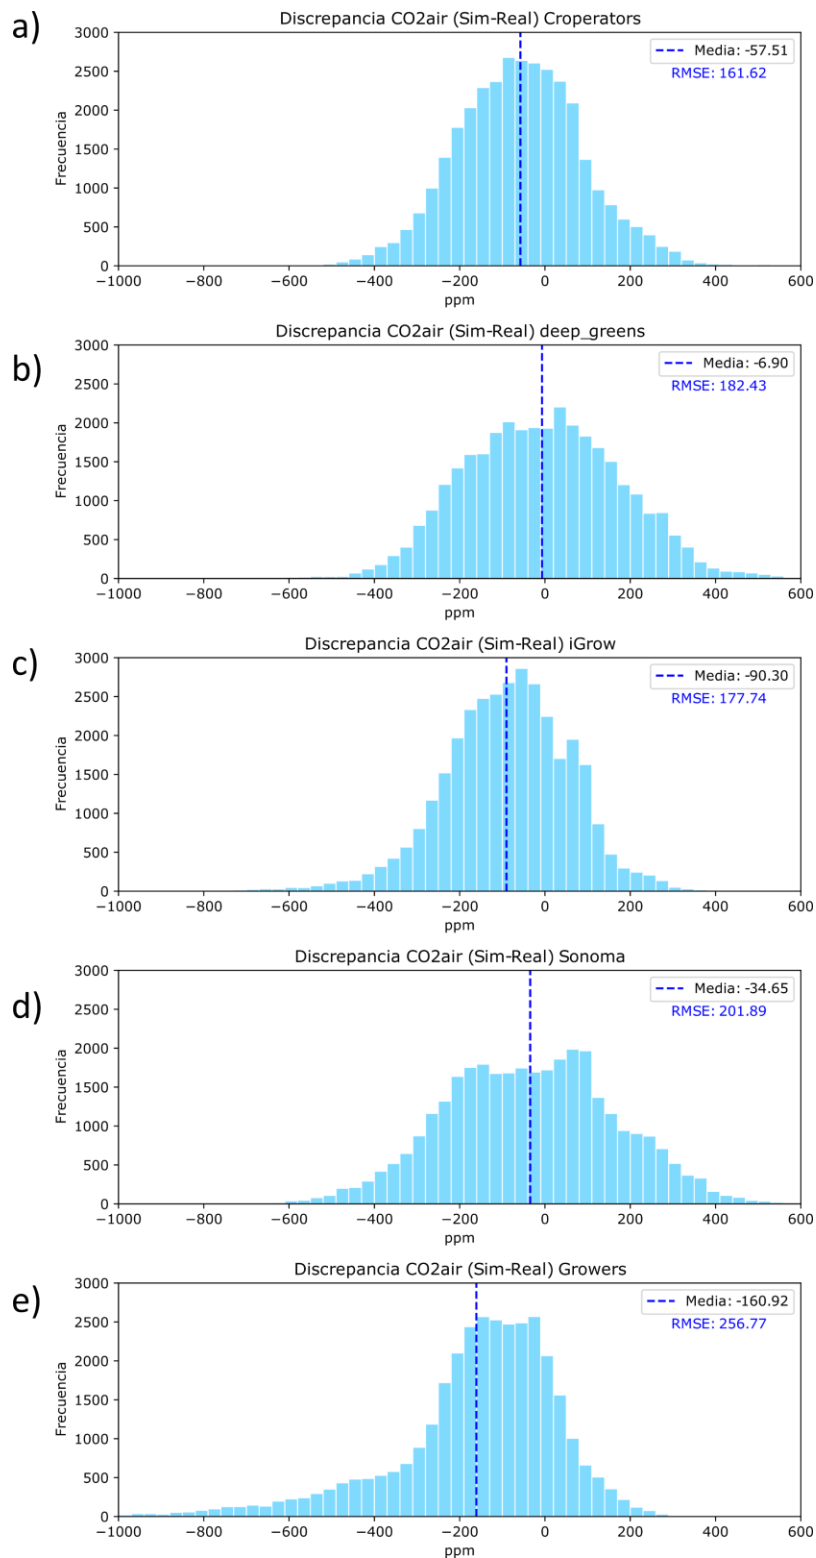 a)
Discrepancia CO2air (Sim-Real) Croperators
3000
2500
2000
1500
1000
500
0
Frecuencia
Media: -57.51
RMSE: 161.62
−1000 −800 −600 −400 −200 0 200 400 600
ppm
b)
Discrepancia CO2air (Sim-Real) deep_greens
3000
2500
2000
1500
1000
500
0
Frecuencia
Media: -6.90
RMSE: 182.43
−1000 −800 −600 −400 −200 0 200 400 600
ppm
c)
Discrepancia CO2air (Sim-Real) iGrow
3000
2500
2000
1500
1000
500
0
Frecuencia
Media: -90.30
RMSE: 177.74
−1000 −800 −600 −400 −200 0 200 400 600
ppm
d)
Discrepancia CO2air (Sim-Real) Sonoma
3000
2500
2000
1500
1000
500
0
Frecuencia
Media: -34.65
RMSE: 201.89
−1000 −800 −600 −400 −200 0 200 400 600
ppm
e)
Discrepancia CO2air (Sim-Real) Growers
3000
2500
2000
1500
1000
500
0
Frecuencia
Media: -160.92
RMSE: 256.77
−1000 −800 −600 −400 −200 0 200 400 600
ppm